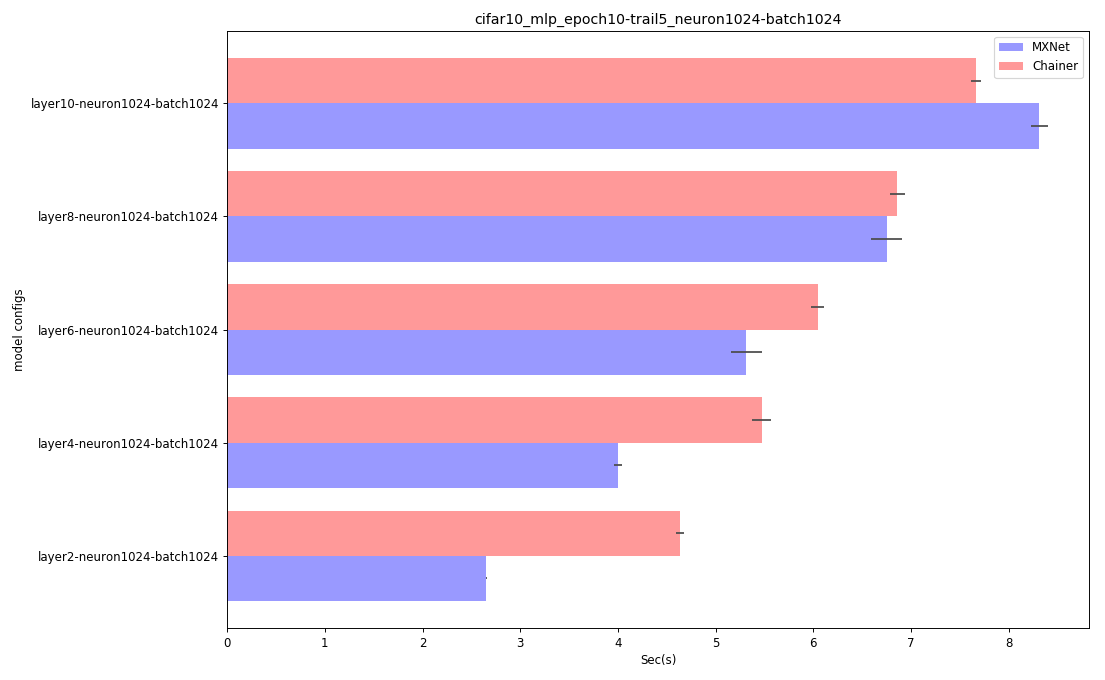 cifar10_mlp_epoch10-trail5_neuron1024-batch1024
MXNet
Chainer
layer10-neuron1024-batch1024
layer8-neuron1024-batch1024
layer6-neuron1024-batch1024
layer4-neuron1024-batch1024
layer2-neuron1024-batch1024
model configs
0 1 2 3 4 5 6 7 8
Sec(s)